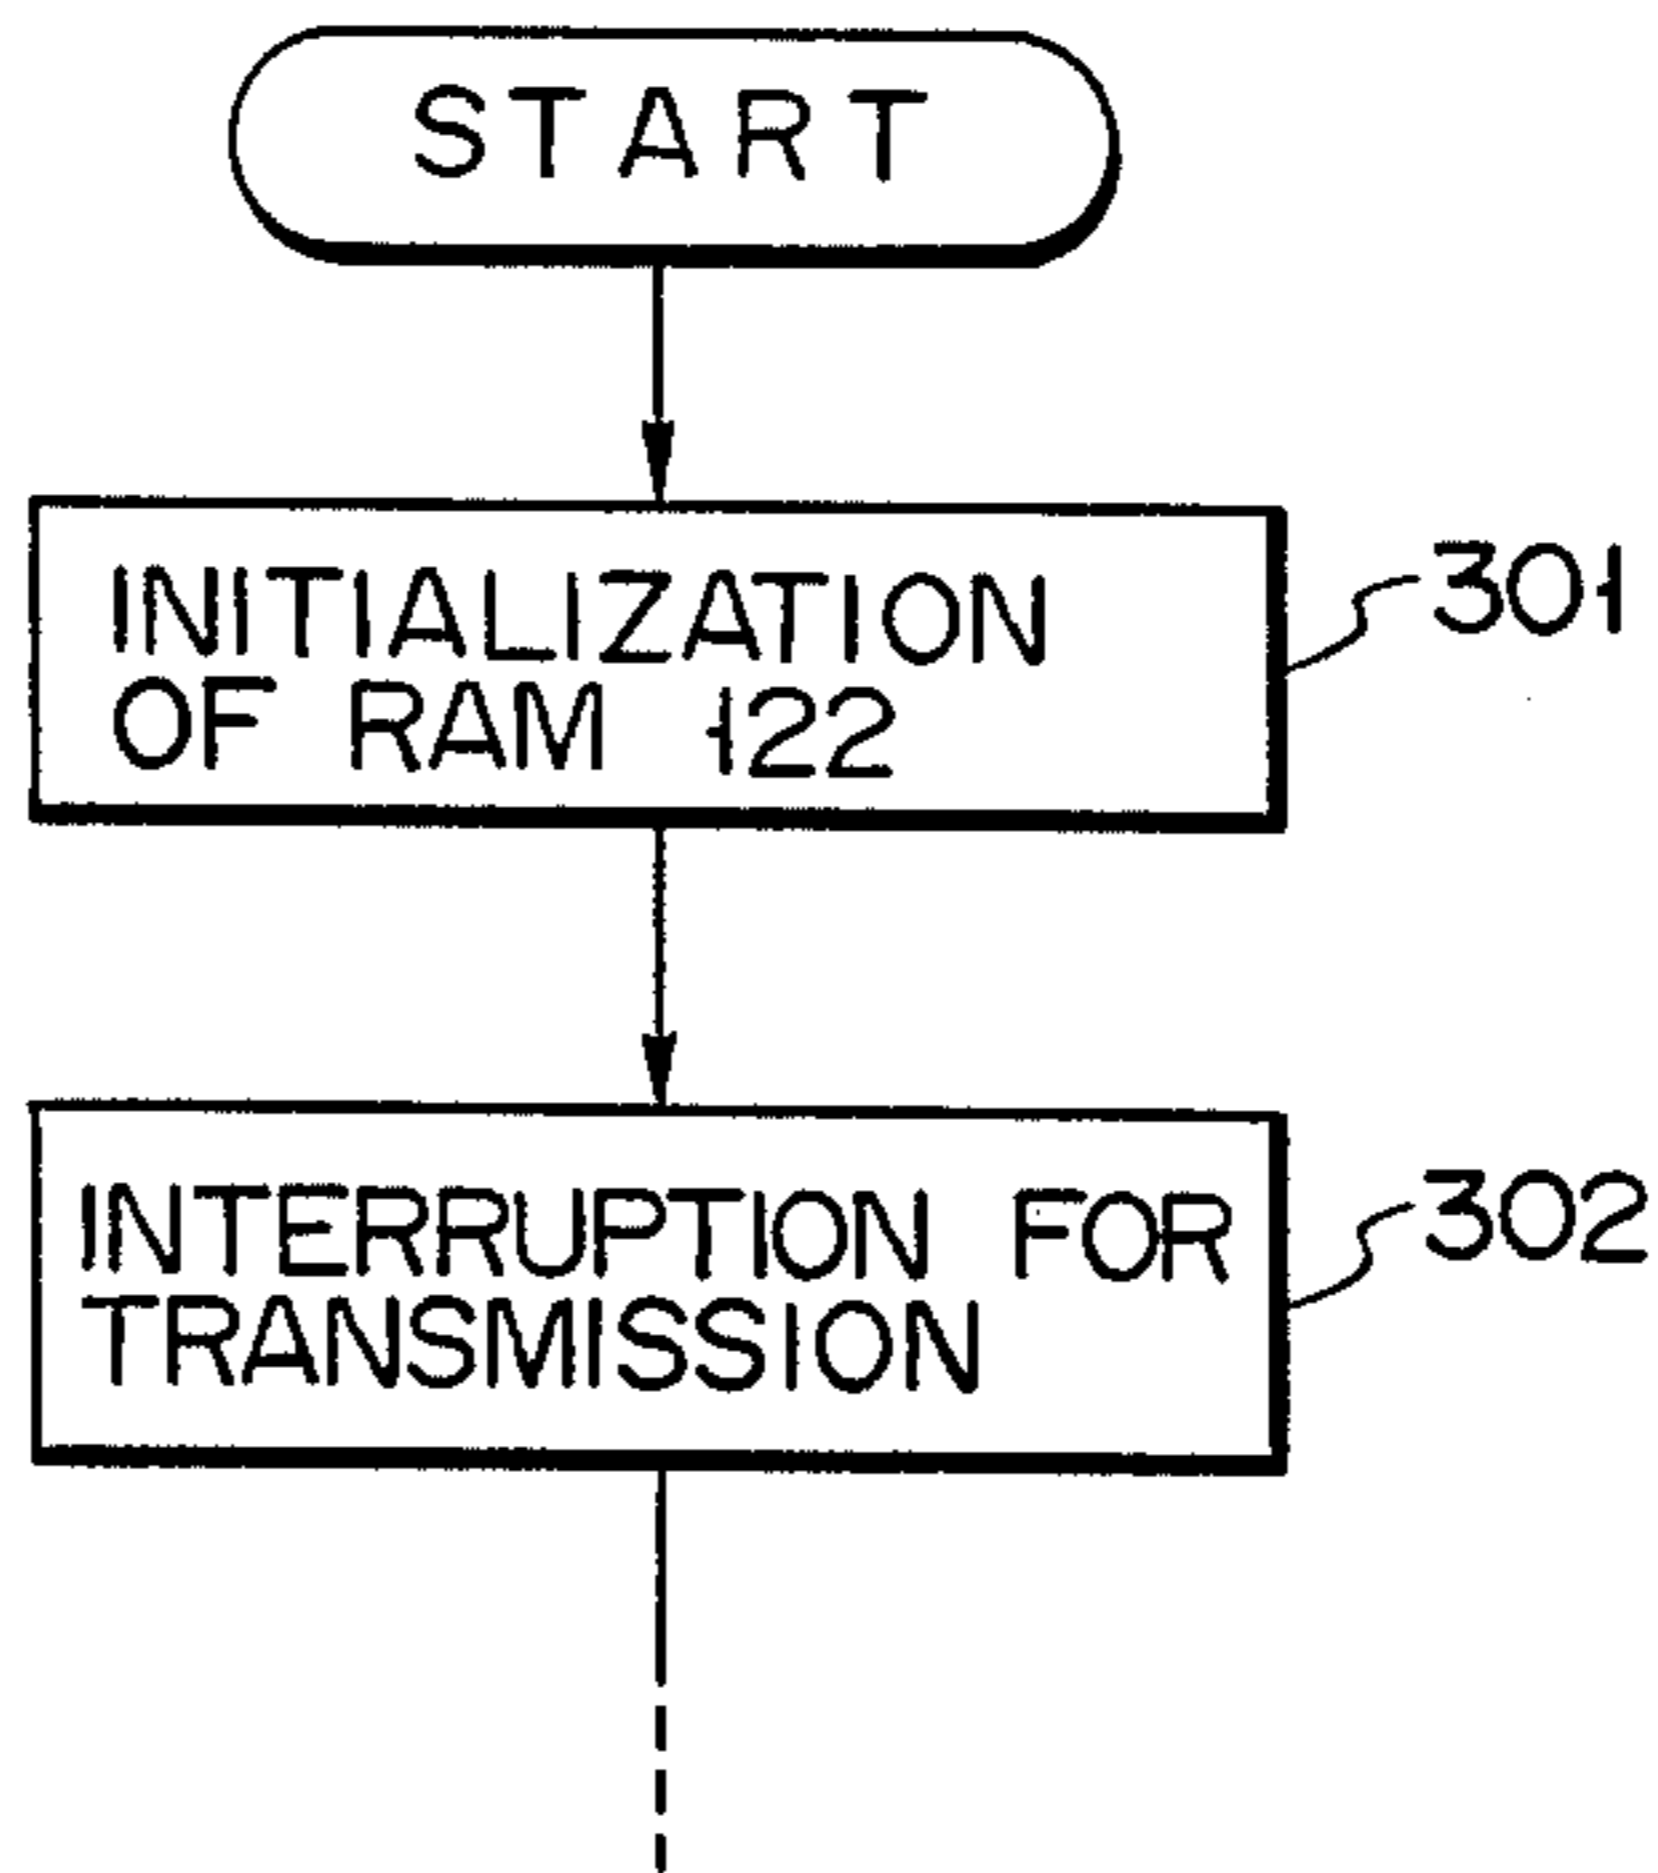 START
INITIALIZATION
OF RAM 122
301
INTERRUPTION FOR
TRANSMISSION
302